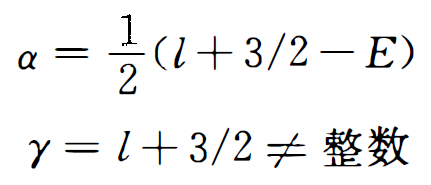 α = 1/2 (l + 3/2 − E)
γ = l + 3/2 ≠ 整数